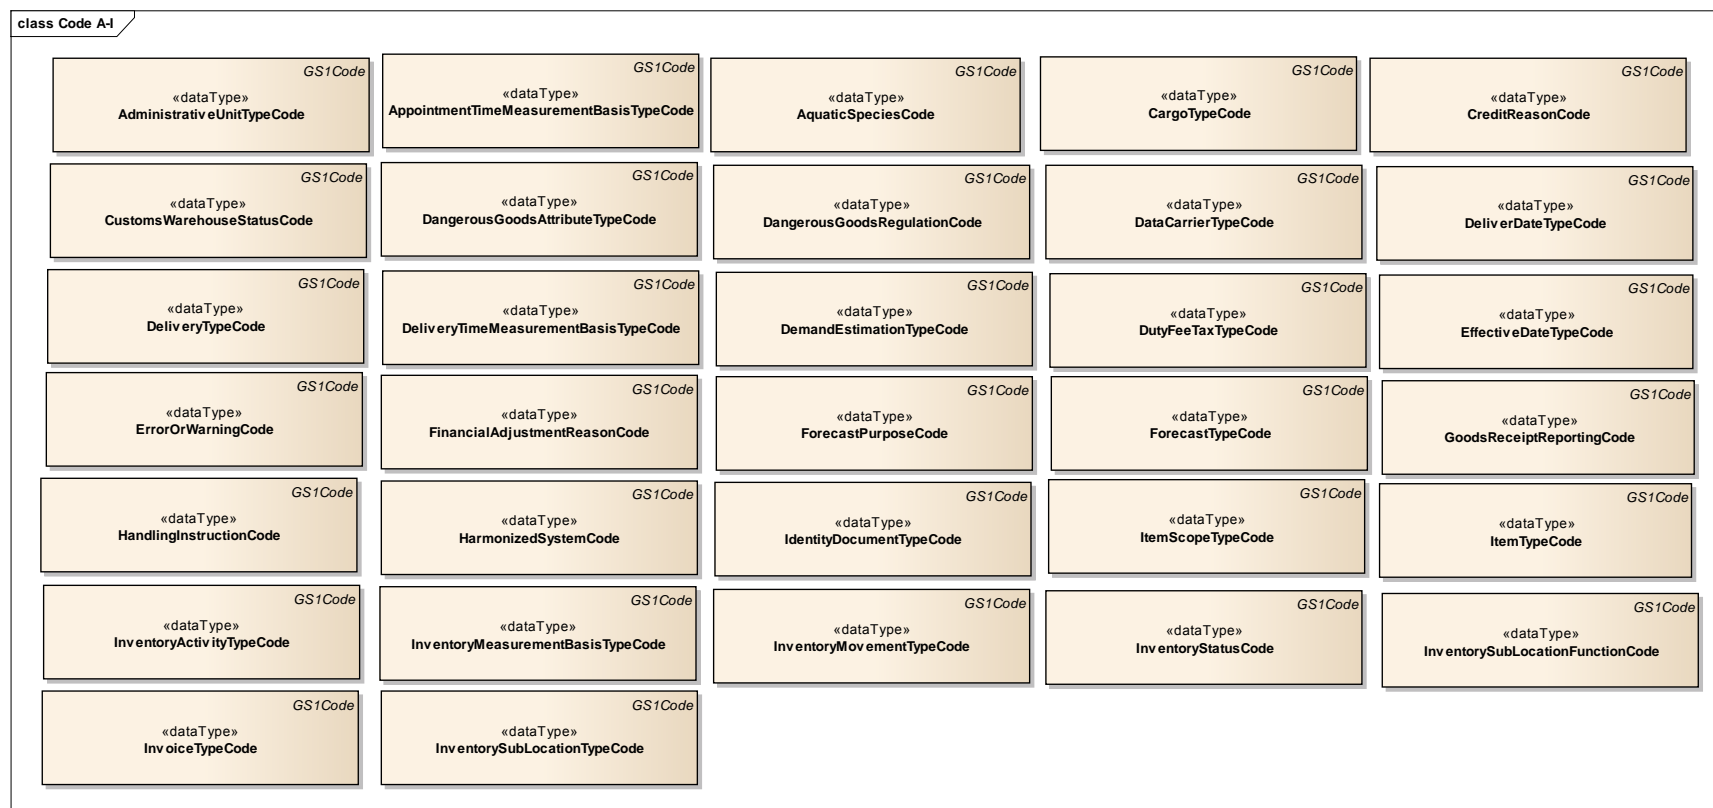 class Code A-I
GS1Code
«dataType»
AdministrativeUnitTypeCode
GS1Code
«dataType»
AppointmentTimeMeasurementBasisTypeCode
GS1Code
«dataType»
AquaticSpeciesCode
GS1Code
«dataType»
CargoTypeCode
GS1Code
«dataType»
CreditReasonCode
GS1Code
«dataType»
CustomsWarehouseStatusCode
GS1Code
«dataType»
DangerousGoodsAttributeTypeCode
GS1Code
«dataType»
DangerousGoodsRegulationCode
GS1Code
«dataType»
DataCarrierTypeCode
GS1Code
«dataType»
DeliverDateTypeCode
GS1Code
«dataType»
DeliveryTypeCode
GS1Code
«dataType»
DeliveryTimeMeasurementBasisTypeCode
GS1Code
«dataType»
DemandEstimationTypeCode
GS1Code
«dataType»
DutyFeeTaxTypeCode
GS1Code
«dataType»
EffectiveDateTypeCode
GS1Code
«dataType»
ErrorOrWarningCode
GS1Code
«dataType»
FinancialAdjustmentReasonCode
GS1Code
«dataType»
ForecastPurposeCode
GS1Code
«dataType»
ForecastTypeCode
GS1Code
«dataType»
GoodsReceiptReportingCode
GS1Code
«dataType»
HandlingInstructionCode
GS1Code
«dataType»
HarmonizedSystemCode
GS1Code
«dataType»
IdentityDocumentTypeCode
GS1Code
«dataType»
ItemScopeTypeCode
GS1Code
«dataType»
ItemTypeCode
GS1Code
«dataType»
InventoryActivityTypeCode
GS1Code
«dataType»
InventoryMeasurementBasisTypeCode
GS1Code
«dataType»
InventoryMovementTypeCode
GS1Code
«dataType»
InventoryStatusCode
GS1Code
«dataType»
InventorySubLocationFunctionCode
GS1Code
«dataType»
InvoiceTypeCode
GS1Code
«dataType»
InventorySubLocationTypeCode